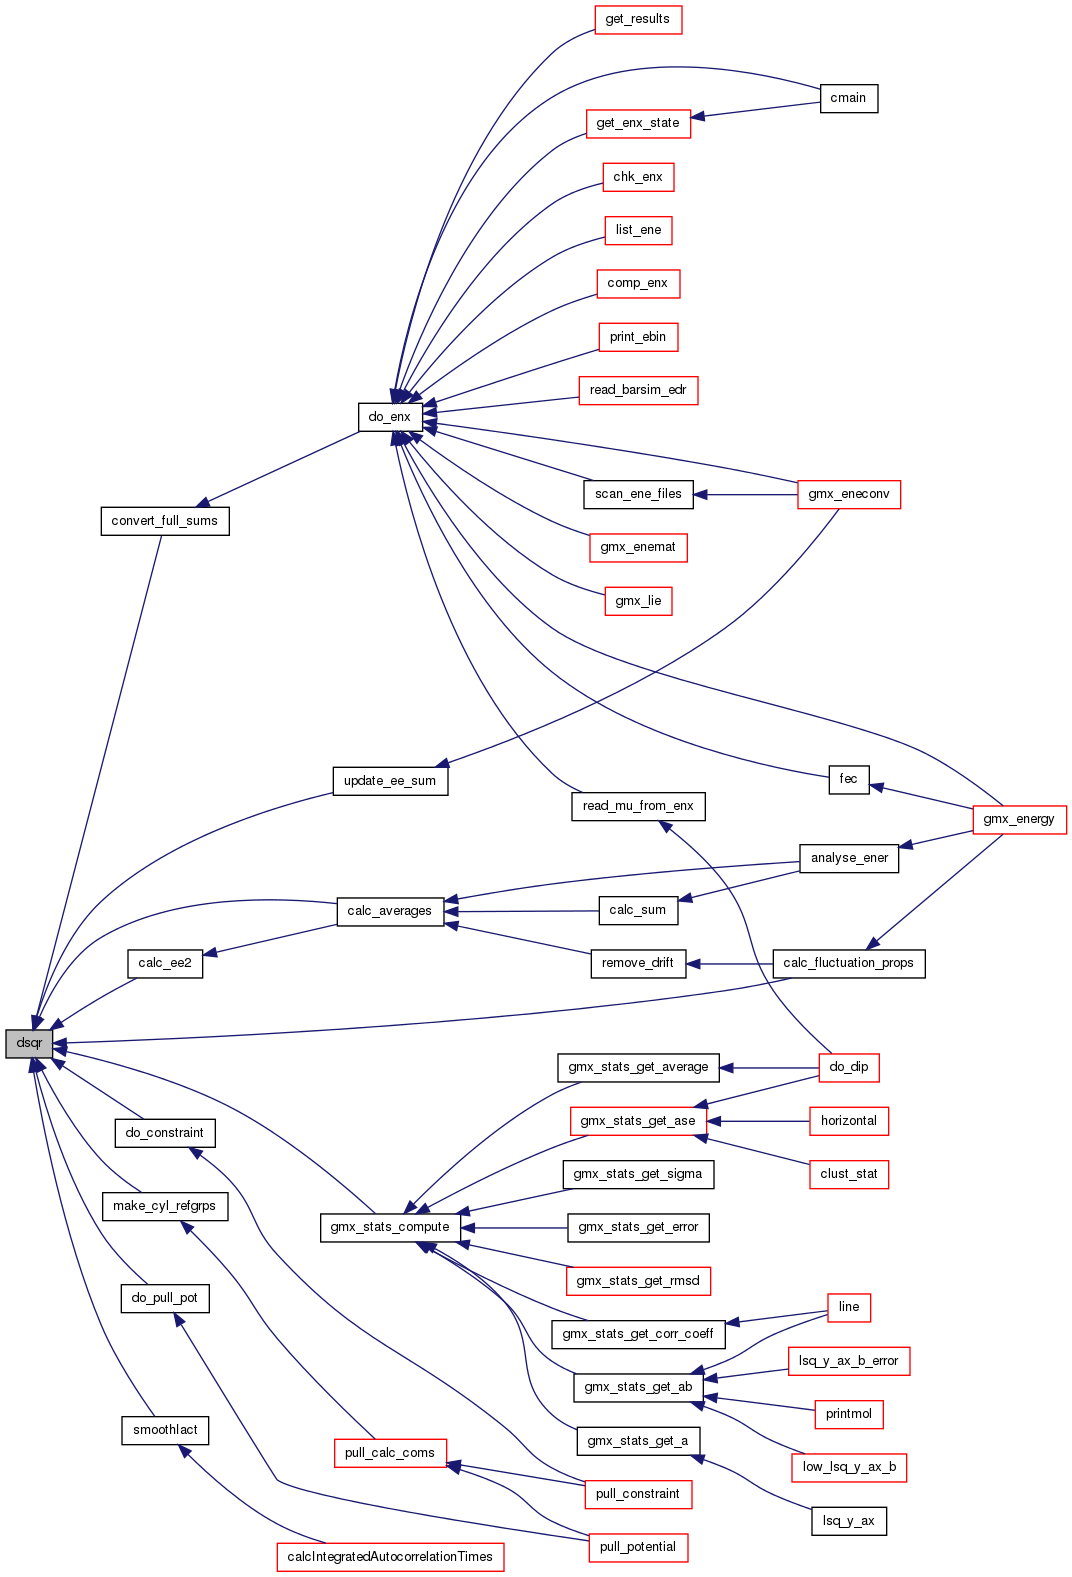 get_results
cmain
get_enx_state
chk_enx
list_ene
comp_enx
print_ebin
read_barsim_edr
do_enx
gmx_eneconv
scan_ene_files
convert_full_sums
gmx_enemat
gmx_lie
update_ee_sum
fec
read_mu_from_enx
gmx_energy
analyse_ener
calc_averages
calc_sum
calc_ee2
remove_drift
calc_fluctuation_props
dsqr
gmx_stats_get_average
do_dip
gmx_stats_get_ase
horizontal
do_constraint
gmx_stats_get_sigma
clust_stat
make_cyl_refgrps
gmx_stats_compute
gmx_stats_get_error
gmx_stats_get_rmsd
do_pull_pot
line
gmx_stats_get_corr_coeff
lsq_y_ax_b_error
gmx_stats_get_ab
printmol
smoothIact
gmx_stats_get_a
pull_calc_coms
low_lsq_y_ax_b
pull_constraint
lsq_y_ax
pull_potential
calcIntegratedAutocorrelationTimes